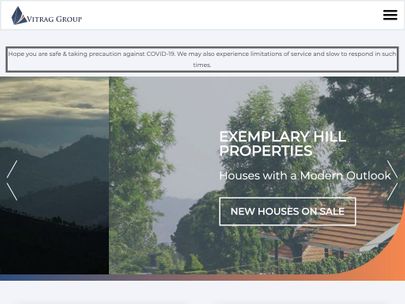 VITRAG GROUP
Hope you are safe & taking precaution against COVID-19. We may also experience limitations of service and slow to respond in such
times.
EXEMPLARY HILL
PROPERTIES
Houses with a Modern Outlook
NEW HOUSES ON SALE